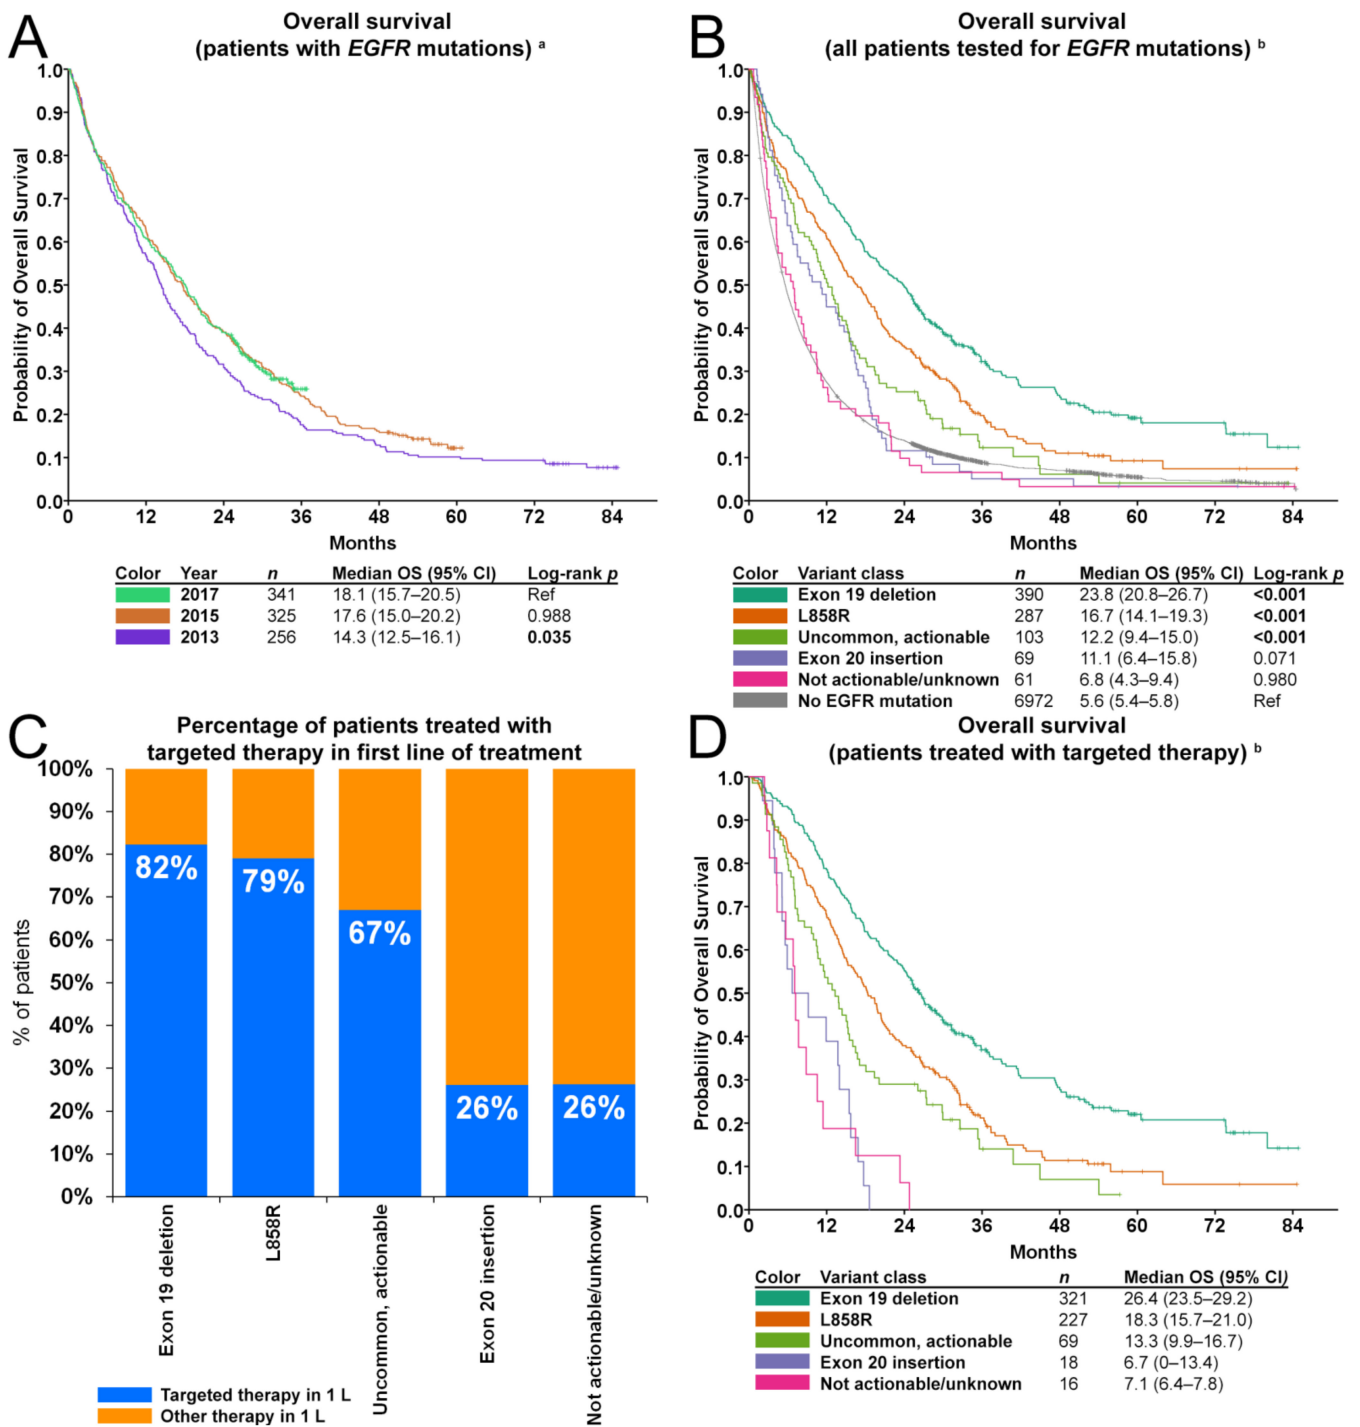 A
Overall survival
(patients with EGFR mutations) a
Probability of Overall Survival
1.0
0.9
0.8
0.7
0.6
0.5
0.4
0.3
0.2
0.1
0.0
0 12 24 36 48 60 72 84
Months
Color Year n Median OS (95% CI) Log-rank p
2017 341 18.1 (15.7–20.5) Ref
2015 325 17.6 (15.0–20.2) 0.988
2013 256 14.3 (12.5–16.1) 0.035
B
Overall survival
(all patients tested for EGFR mutations) b
Probability of Overall Survival
1.0
0.9
0.8
0.7
0.6
0.5
0.4
0.3
0.2
0.1
0.0
0 12 24 36 48 60 72 84
Months
Color Variant class n Median OS (95% CI) Log-rank p
Exon 19 deletion 390 23.8 (20.8–26.7) <0.001
L858R 287 16.7 (14.1–19.3) <0.001
Uncommon, actionable 103 12.2 (9.4–15.0) <0.001
Exon 20 insertion 69 11.1 (6.4–15.8) 0.071
Not actionable/unknown 61 6.8 (4.3–9.4) 0.980
No EGFR mutation 6972 5.6 (5.4–5.8) Ref
C
Percentage of patients treated with
targeted therapy in first line of treatment
% of patients
100%
90%
80%
70%
60%
50%
40%
30%
20%
10%
0%
82% 79% 67% 26% 26%
Exon 19 deletion
L858R
Uncommon, actionable
Exon 20 insertion
Not actionable/unknown
Targeted therapy in 1 L
Other therapy in 1 L
D
Overall survival
(patients treated with targeted therapy) b
Probability of Overall Survival
1.0
0.9
0.8
0.7
0.6
0.5
0.4
0.3
0.2
0.1
0.0
0 12 24 36 48 60 72 84
Months
Color Variant class n Median OS (95% CI)
Exon 19 deletion 321 26.4 (23.5–29.2)
L858R 227 18.3 (15.7–21.0)
Uncommon, actionable 69 13.3 (9.9–16.7)
Exon 20 insertion 18 6.7 (0–13.4)
Not actionable/unknown 16 7.1 (6.4–7.8)